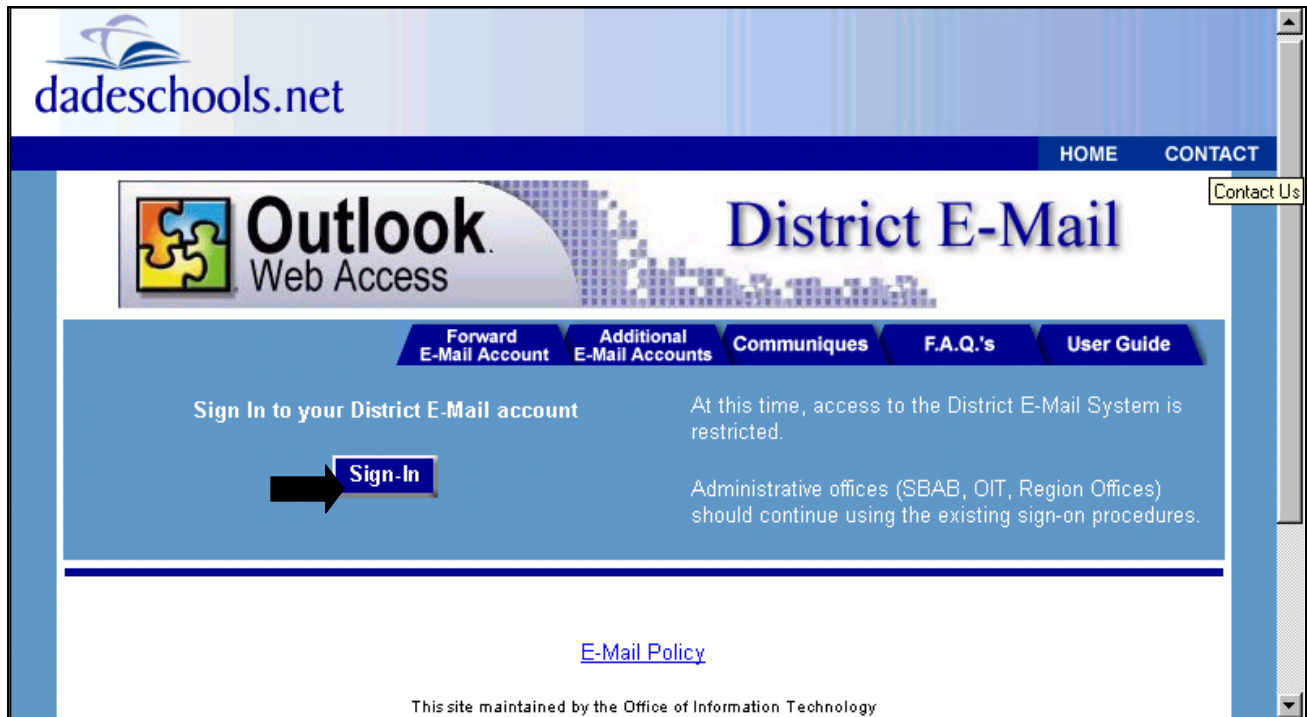 dadeschools.net
HOME CONTACT
Contact Us
Outlook.
Web Access
District E-Mail
Forward
E-Mail Account
Additional
E-Mail Accounts
Communiques
F.A.Q.'s
User Guide
Sign In to your District E-Mail account
Sign-In
At this time, access to the District E-Mail System is
restricted.
Administrative offices (SBAB, OIT, Region Offices)
should continue using the existing sign-on procedures.
E-Mail Policy
This site maintained by the Office of Information Technology